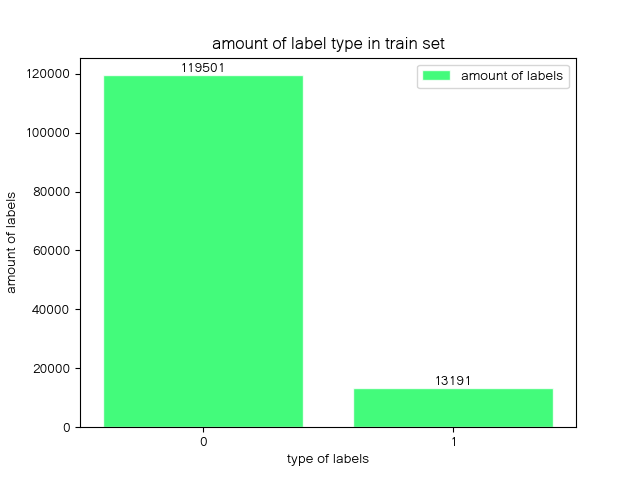 amount of label type in train set
119501
amount of labels
120000
100000
80000
60000
40000
20000
0
amount of labels
13191
0
1
type of labels